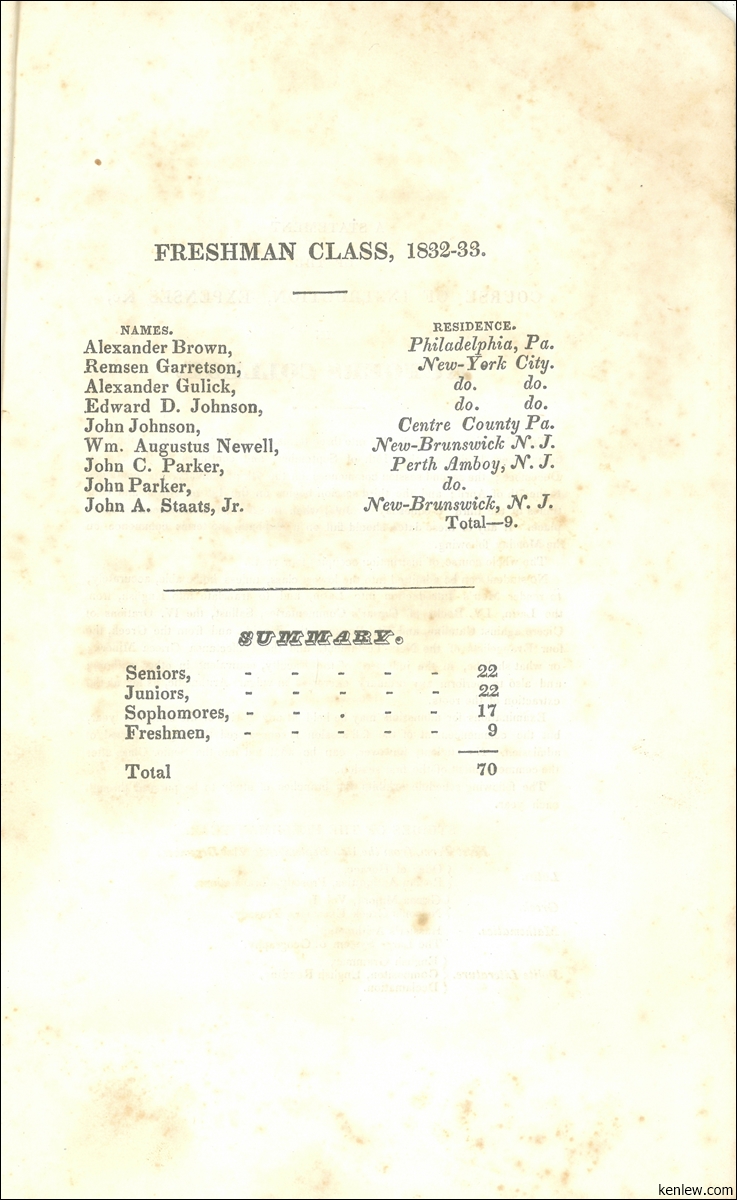 FRESHMAN CLASS, 1832-33.
NAMES. RESIDENCE.
Alexander Brown, Philadelphia, Pa.
Remsen Garretson, New-York City.
Alexander Gulick, do. do.
Edward D. Johnson, do. do.
John Johnson, Centre County Pa.
Wm. Augustus Newell, New-Brunswick N. J.
John C. Parker, Perth Amboy, N. J.
John Parker, do.
John A. Staats, Jr. New-Brunswick, N. J.
Total—9.
SUMMARY.
Seniors, - - - - - 22
Juniors, - - - - - 22
Sophomores, - - . - - 17
Freshmen, - - - - - 9
Total 70
kenlew.com